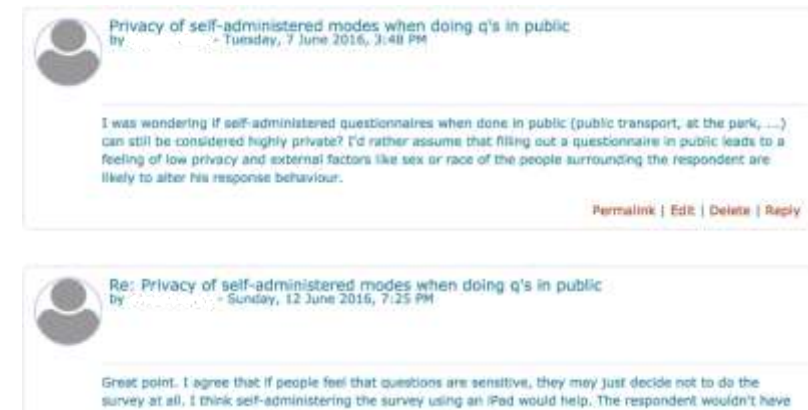 Privacy of self-administered modes when doing q's in public
by - Tuesday, 7 June 2016, 3:48 PM
I was wondering if self-administered questionnaires when done in public (public transport, at the park, ...)
can still be considered highly private? I'd rather assume that filling out a questionnaire in public leads to a
feeling of low privacy and external factors like sex or race of the people surrounding the respondent are
likely to alter his response behaviour.
Permalink | Edit | Delete | Reply
Re: Privacy of self-administered modes when doing q's in public
by - Sunday, 12 June 2016, 7:25 PM
Great point. I agree that if people feel that questions are sensitive, they may just decide not to do the
survey at all. I think self-administering the survey using an iPad would help. The respondent wouldn't have